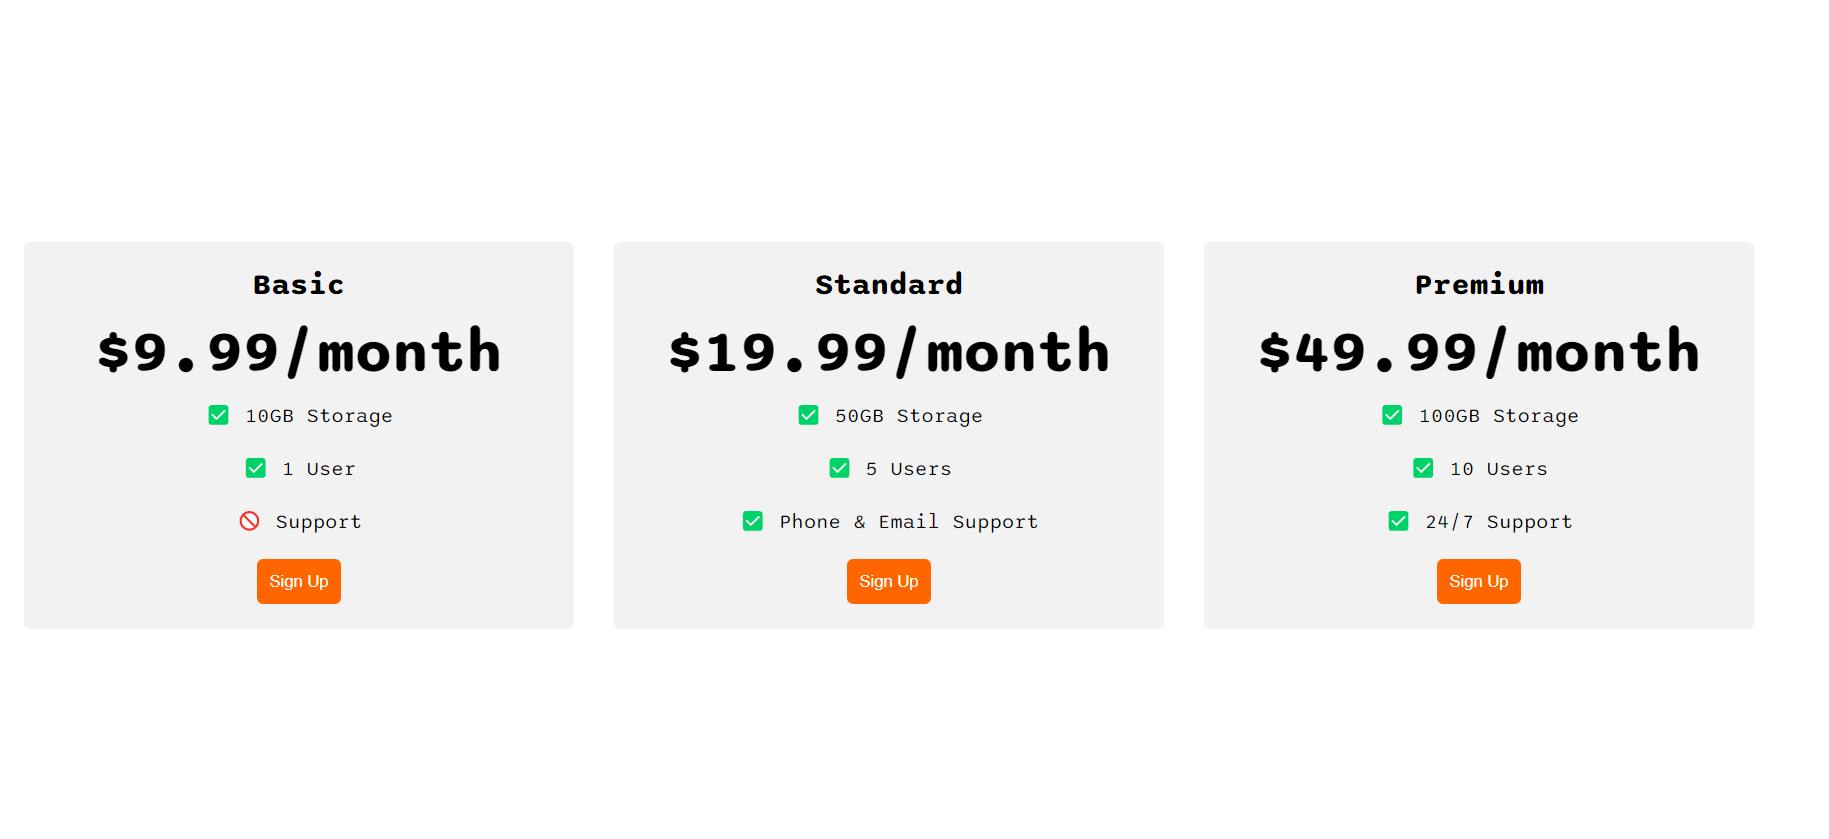 Basic
$9.99/month
10GB Storage
1 User
Support
Sign Up
Standard
$19.99/month
50GB Storage
5 Users
Phone & Email Support
Sign Up
Premium
$49.99/month
100GB Storage
10 Users
24/7 Support
Sign Up